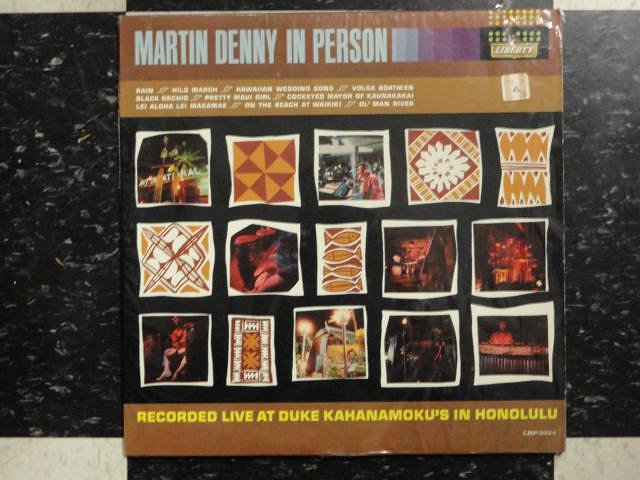 MARTIN DENNY IN PERSON
LIBERTY
RAIN HILO MARCH HAWAIIAN WEDDING SONG VOLGA BOATMEN
BLACK ORCHID PRETTY MAUI GIRL COCKEYED MAYOR OF KAUNAKAKAI
LEI ALOHA LEI MAKAMAE ON THE BEACH AT WAIKIKI OL' MAN RIVER
RECORDED LIVE AT DUKE KAHANAMOKU'S IN HONOLULU